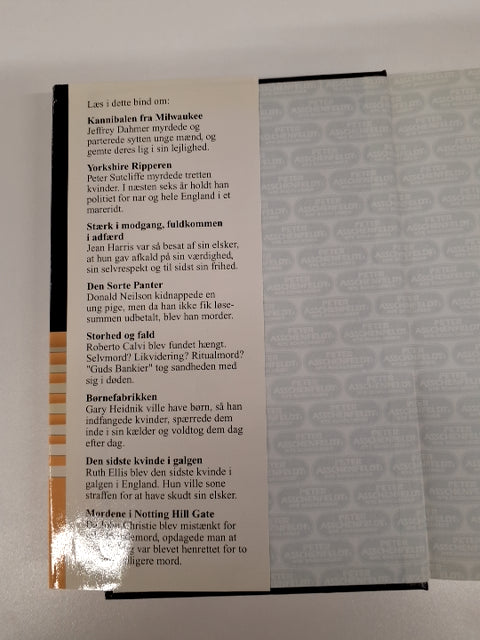 Læs i dette bind om:
Kannibalen fra Milwaukee
Jeffrey Dahmer myrdede og
parterede sytten unge mænd, og
gemte deres lig i sin lejlighed.
Yorkshire Ripperen
Peter Sutcliffe myrdede tretten
kvinder. I næsten seks år holdt han
politiet for nar og hele England i et
mareridt.
Stærk i modgang, fuldkommen
i adfærd
Jean Harris var så besat af sin elsker,
at hun gav afkald på sin værdighed,
sin selvrespekt og til sidst sin frihed.
Den Sorte Panter
Donald Neilson kidnappede en
ung pige, men da han ikke fik løse-
summen udbetalt, blev han morder.
Storhed og fald
Roberto Calvi blev fundet hængt.
Selvmord? Likvidering? Ritualmord?
"Guds Bankier" tog sandheden med
sig i døden.
Børnefabrikken
Gary Heidnik ville have børn, så han
indfangede kvinder, spærrede dem
inde i sin kælder og voldtog dem dag
efter dag.
Den sidste kvinde i galgen
Ruth Ellis blev den sidste kvinde i
galgen i England. Hun ville sone
straffen for at have skudt sin elsker.
Mordene i Notting Hill Gate
Christie blev mistænkt for
opdagede man at
var blevet henrettet for to
mord.
PETER
ASSCHENFELDT